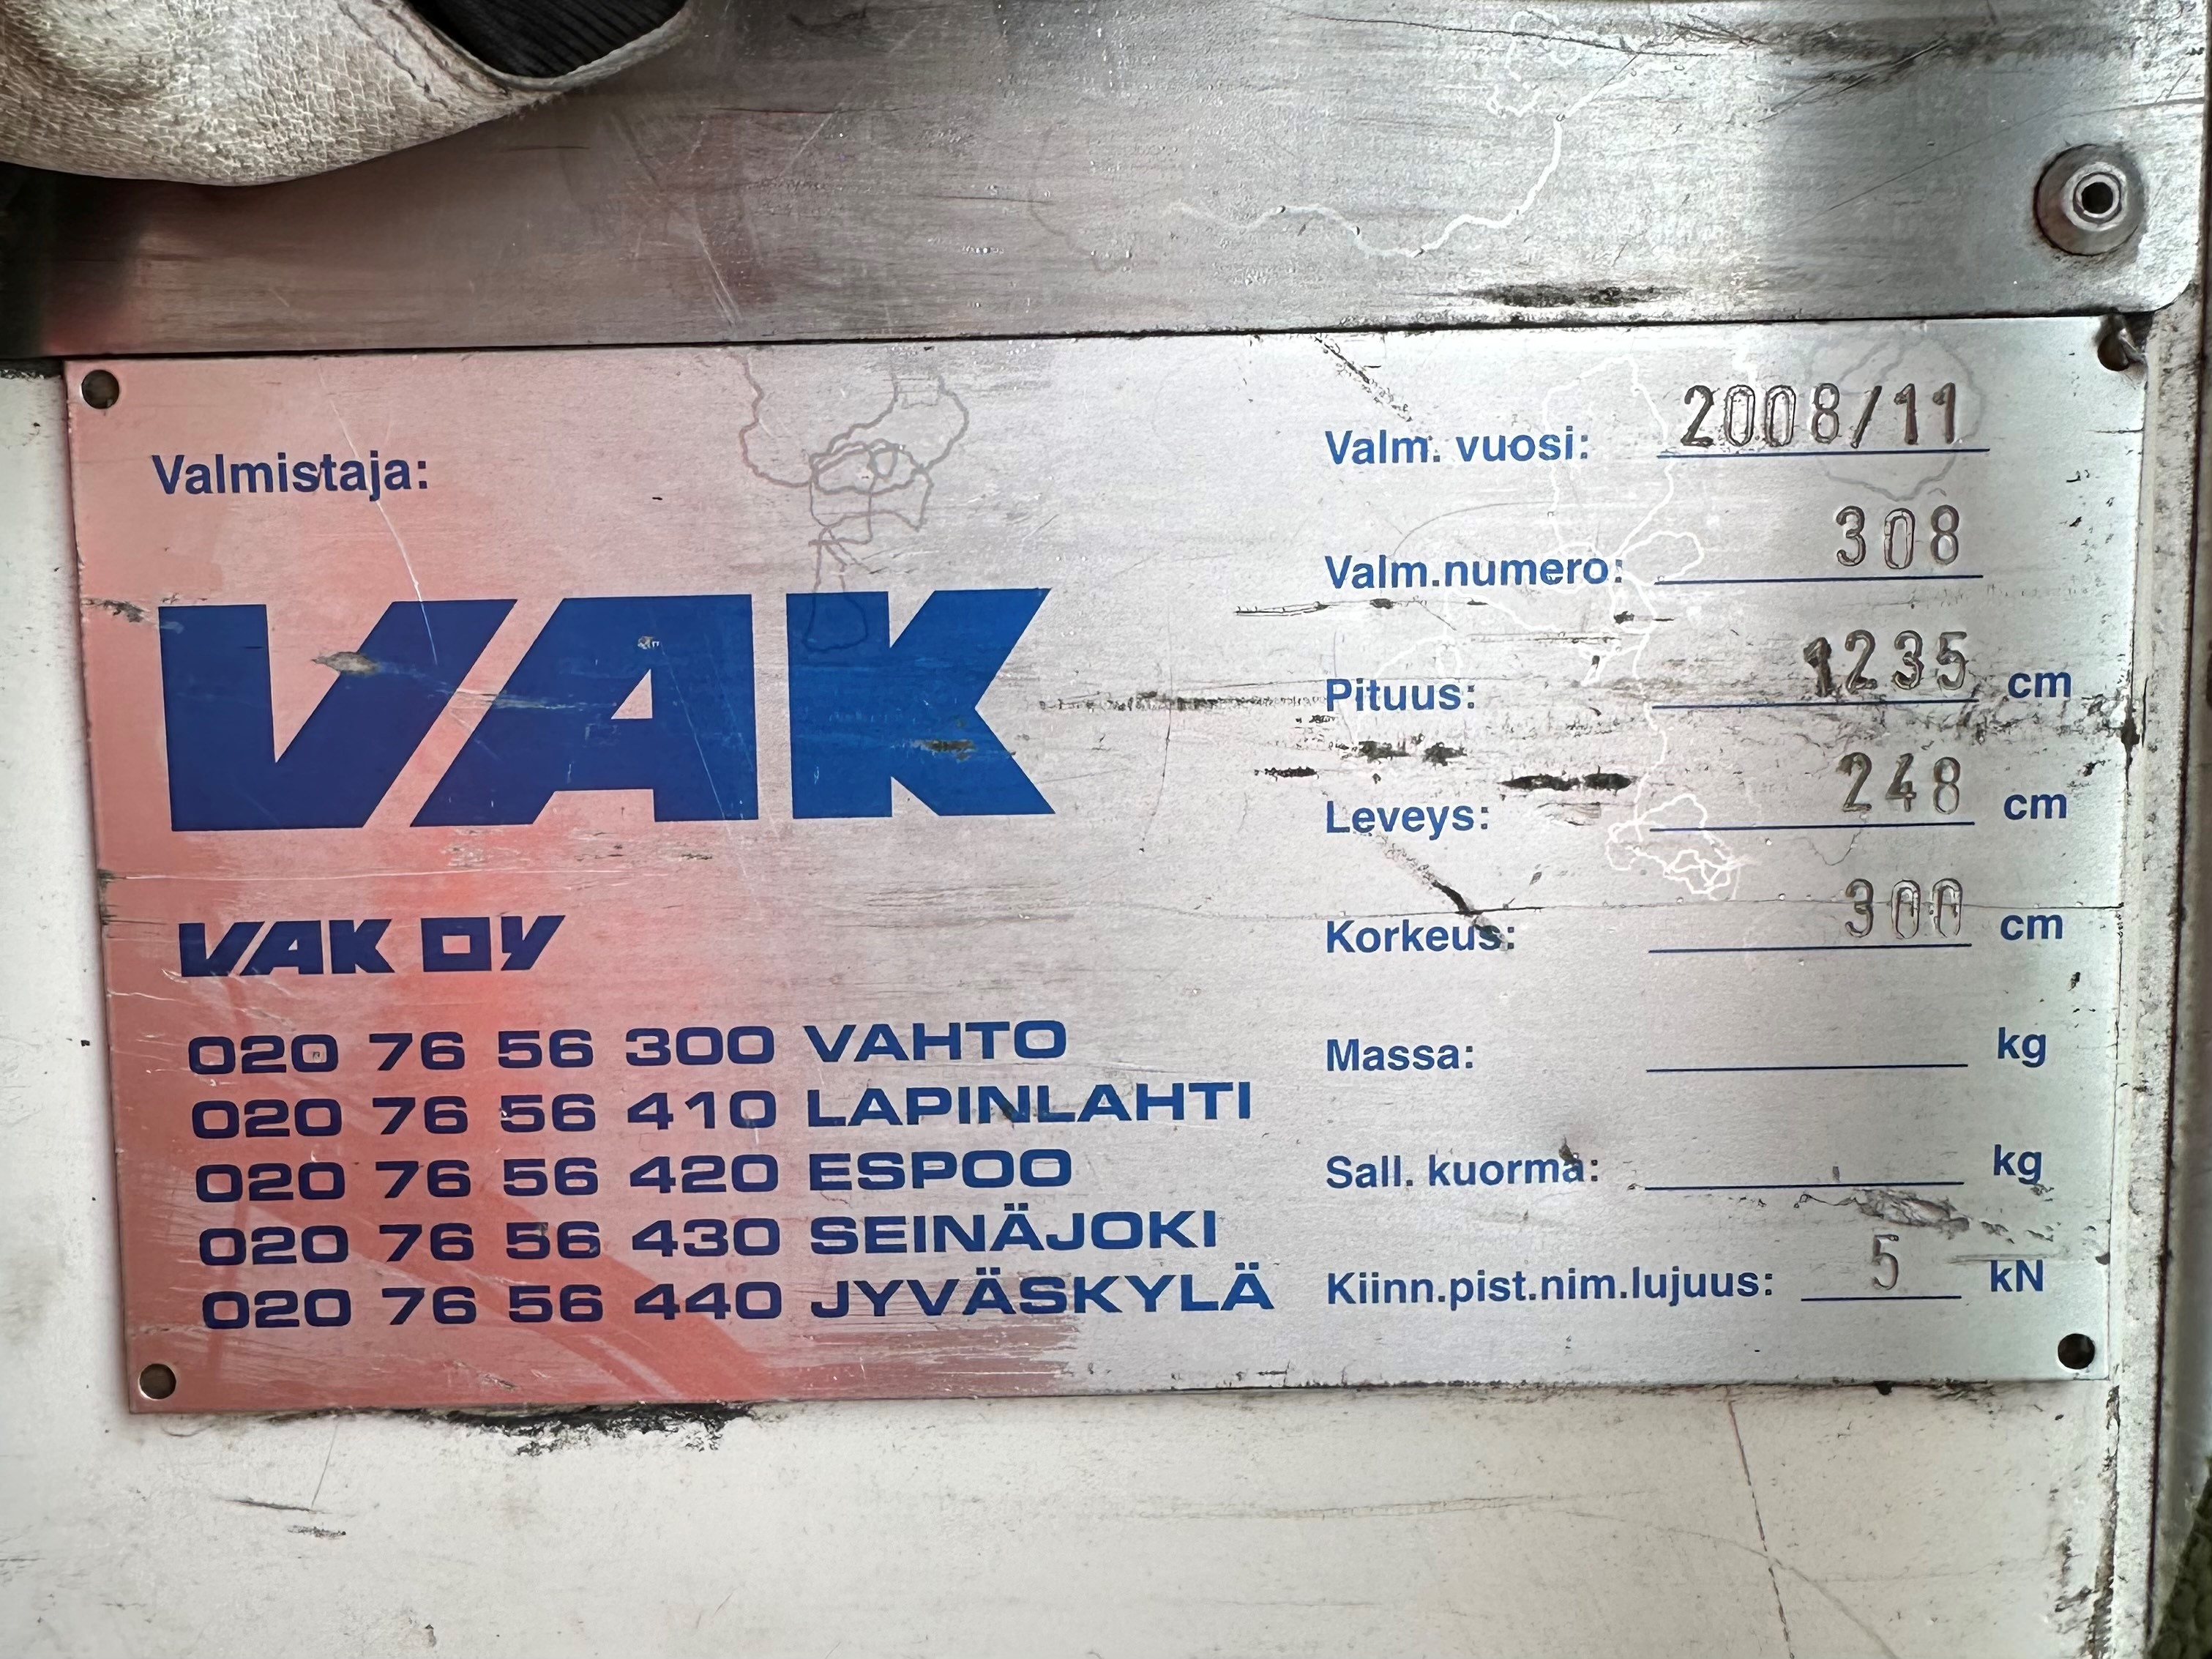 Valmistaja:
VAK
VAK OY
020 76 56 300 VAHTO
020 76 56 410 LAPINLAHTI
020 76 56 420 ESPOO
020 76 56 430 SEINÄJOKI
020 76 56 440 JYVÄSKYLÄ
Valm. vuosi: 2008/11
Valm.numero: 308
Pituus: 1235 cm
Leveys: 248 cm
Korkeus: 300 cm
Massa: kg
Sall. kuorma: kg
Kiinn.pist.nim.lujuus: 5 kN